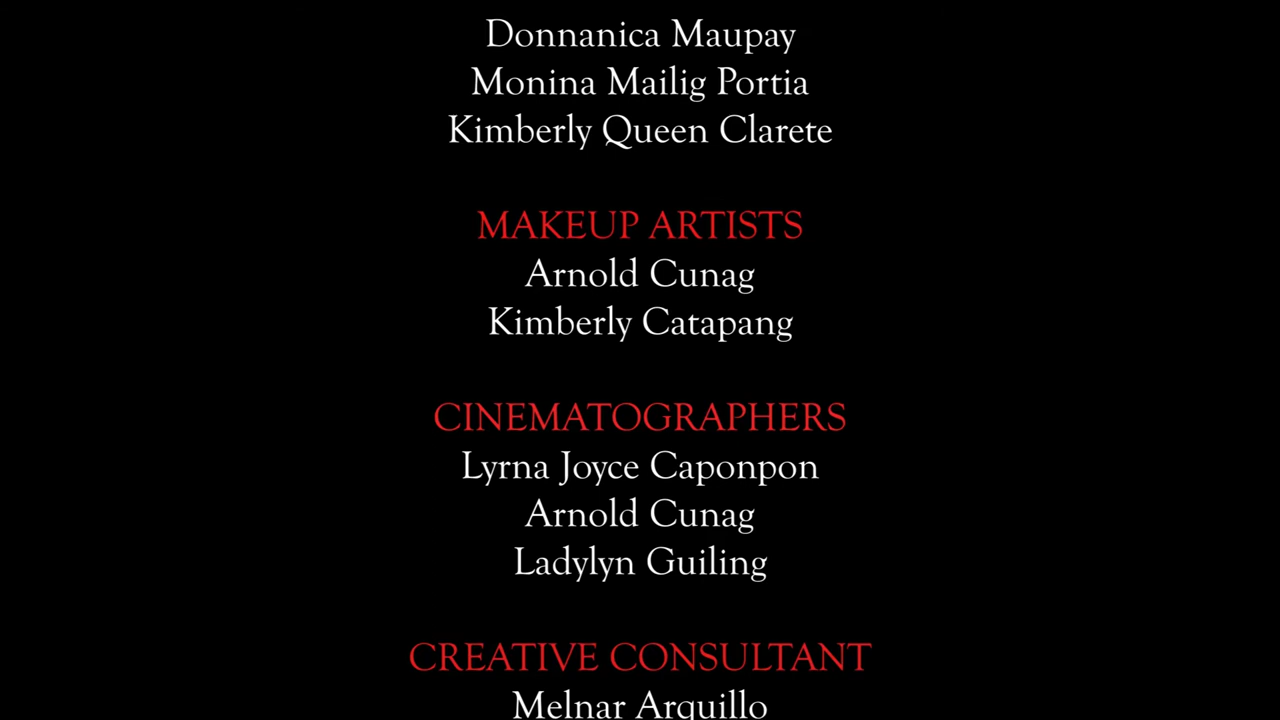 Donnanica Maupay
Monina Mailig Portia
Kimberly Queen Clarete
MAKEUP ARTISTS
Arnold Cunag
Kimberly Catapang
CINEMATOGRAPHERS
Lyrna Joyce Caponpon
Arnold Cunag
Ladylyn Guiling
CREATIVE CONSULTANT
Melnar Arquillo